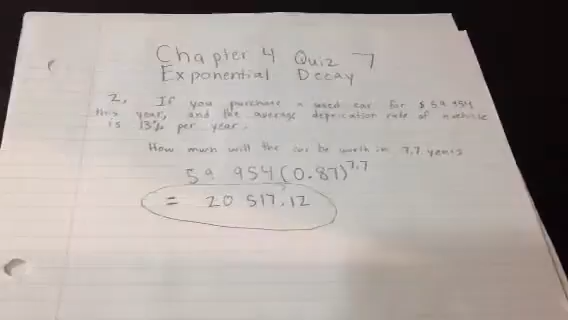 Chapter 4 Quiz 7
Exponential Decay
2. If you purchase a used car for $59 954
this year, and the average depriciation rate of a vehicle
is 13% per year.
How much will the car be worth in 7.7 years
59 954(0.87)^7.7
= 20 517.12